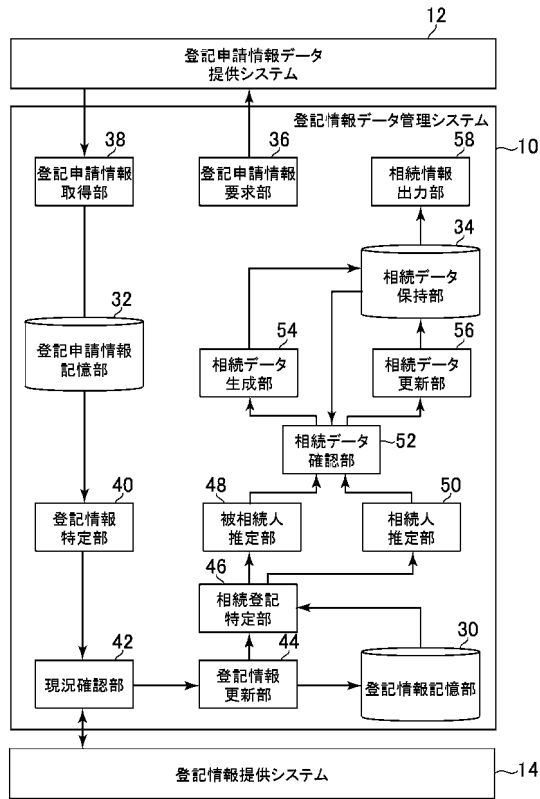 12
登記申請情報データ
提供システム
登記情報データ管理システム
10
38
登記申請情報
取得部
36
登記申請情報
要求部
58
相続情報
出力部
34
相続データ
保持部
32
登記申請情報
記憶部
54
相続データ
生成部
56
相続データ
更新部
相続データ
確認部
52
40
登記情報
特定部
48
被相続人
推定部
50
相続人
推定部
46
相続登記
特定部
42
現況確認部
44
登記情報
更新部
30
登記情報記憶部
登記情報提供システム
14